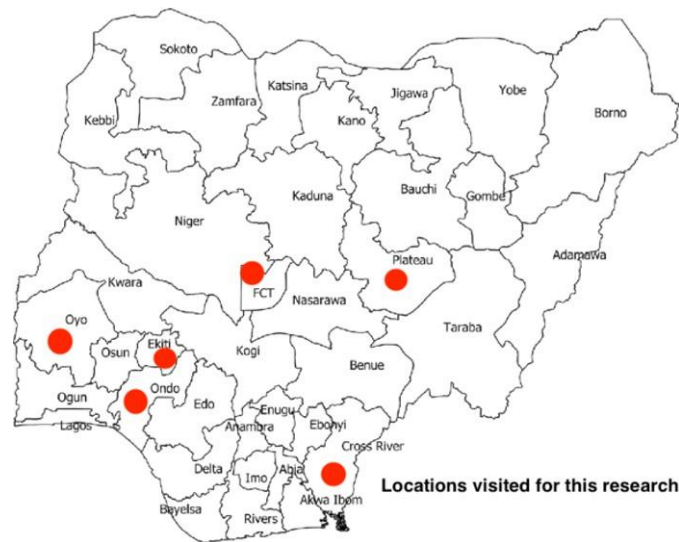 Sokoto
Katsina
Yobe
Jigawa
Zamfara
Kebbi
Kano
Borno
Kaduna
Bauchi
Gombe
Niger
Adamawa
Plateau
Kwara
FCT
Nasarawa
Oyo
Taraba
Ekiti
Osun
Kogi
Benue
Ondo
Ogun
Edo
Enugu
Lagos
Anambra
Ebonyi
Cross River
Delta
Imo
Abia
Locations visited for this research
Akwa Ibom
Bayelsa
Rivers